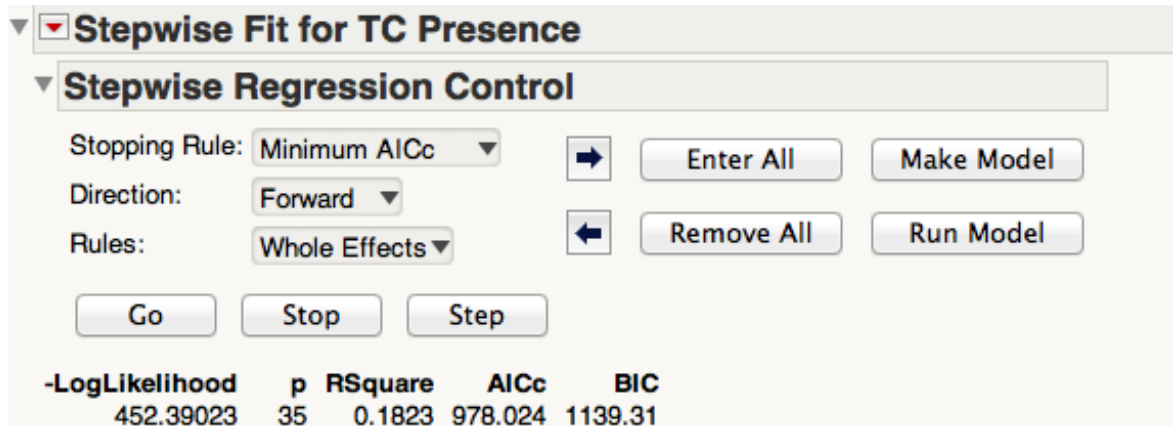 Stepwise Fit for TC Presence
Stepwise Regression Control
Stopping Rule: Minimum AICc Enter All Make Model
Direction: Forward
Rules: Whole Effects Remove All Run Model
Go Stop Step
-LogLikelihood p RSquare AICc BIC
452.39023 35 0.1823 978.024 1139.31